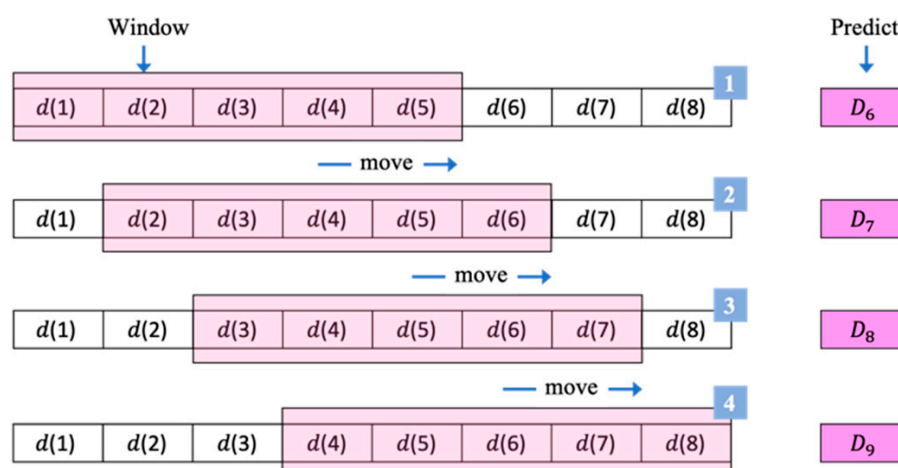 Window Predict
1
d(1) d(2) d(3) d(4) d(5) d(6) d(7) d(8) D₆
move
2
d(1) d(2) d(3) d(4) d(5) d(6) d(7) d(8) D₇
move
3
d(1) d(2) d(3) d(4) d(5) d(6) d(7) d(8) D₈
move
4
d(1) d(2) d(3) d(4) d(5) d(6) d(7) d(8) D₉